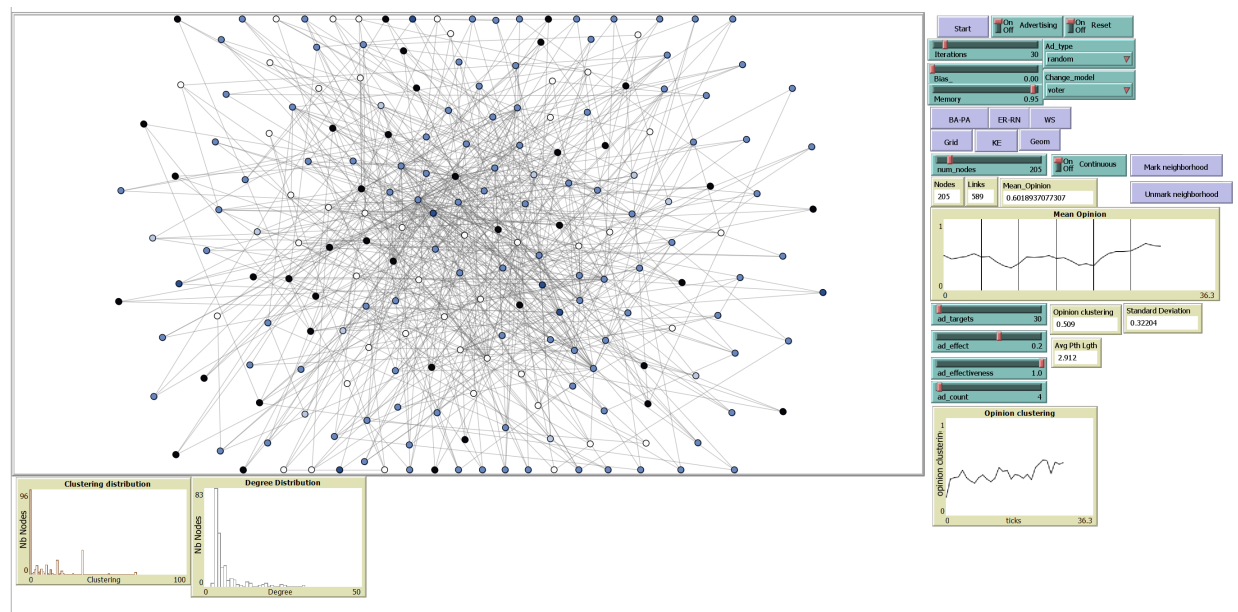 Start
On
Off
Advertising
On
Off
Reset
Iterations 30
Ad_type
random
Bias_ 0.00
Change_model
voter
Memory 0.95
BA-PA
ER-RN
WS
Grid
KE
Geom
num_nodes 205
On
Off
Continuous
Mark neighborhood
Nodes
205
Links
589
Mean_Opinion
0.6018937077307
Unmark neighborhood
Mean Opinion
1
0
0 36.3
ad_targets 30
Opinion clustering
0.509
Standard Deviation
0.32204
ad_effect 0.2
Avg Pth Lgth
2.912
ad_effectiveness 1.0
ad_count 4
Opinion clustering
opinion clustering
1
0
0 ticks 36.3
Clustering distribution
Nb Nodes
96
0
0 Clustering 100
Degree Distribution
Nb Nodes
83
0
0 Degree 50